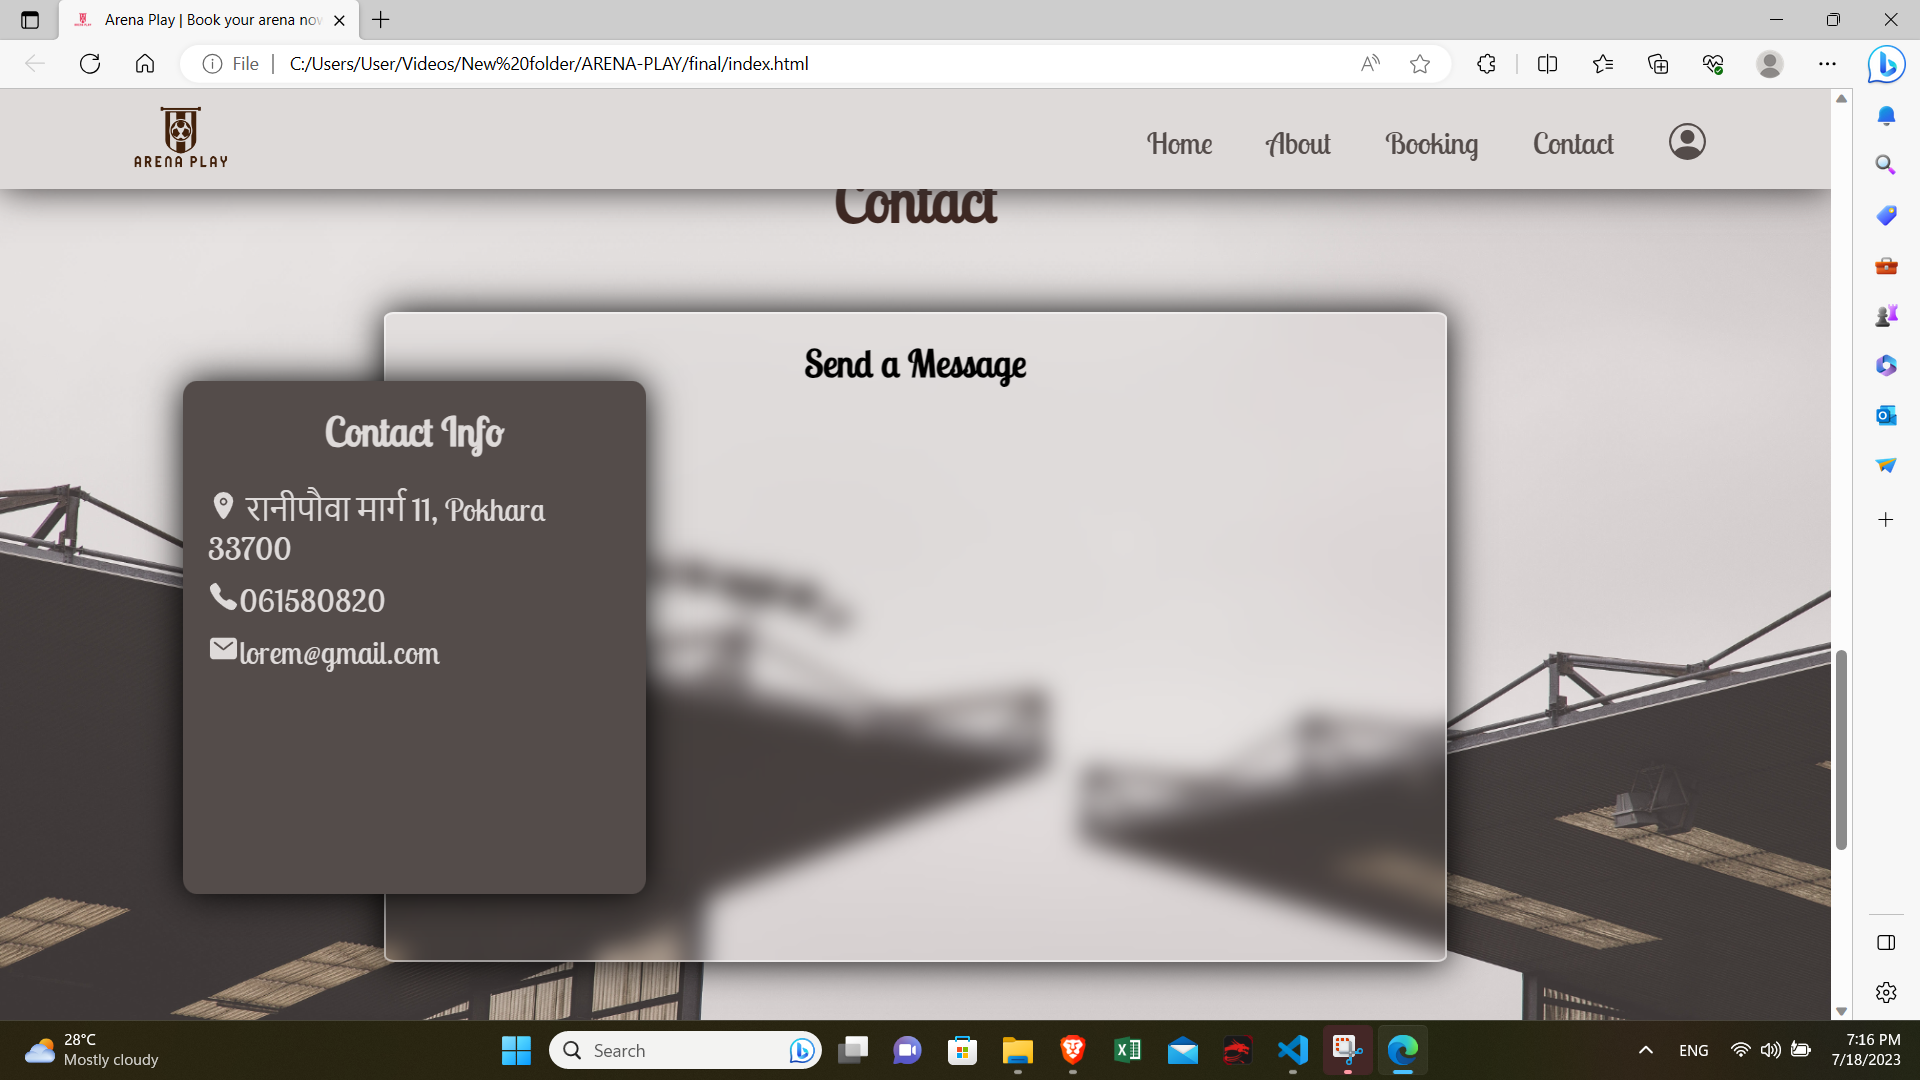 Arena Play | Book your arena nov
File
C:/Users/User/Videos/New%20folder/ARENA-PLAY/final/index.html
ARENA PLAY
Home
About
Booking
Contact
Contact
Send a Message
Contact Info
रानीपौवा मार्ग 11, Pokhara
33700
061580820
lorem@gmail.com
28°C
Mostly cloudy
Search
ENG
7:16 PM
7/18/2023